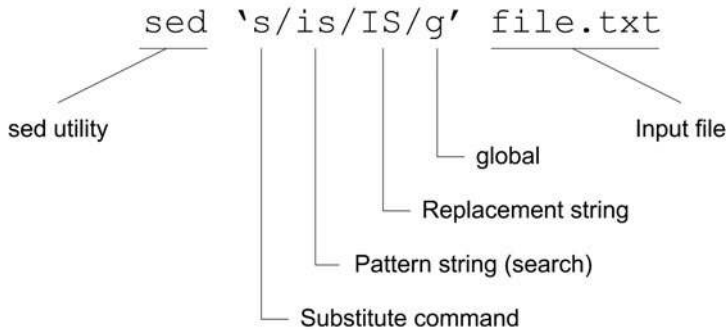 sed ‘s/is/IS/g’ file.txt
sed utility
Input file
global
Replacement string
Pattern string (search)
Substitute command